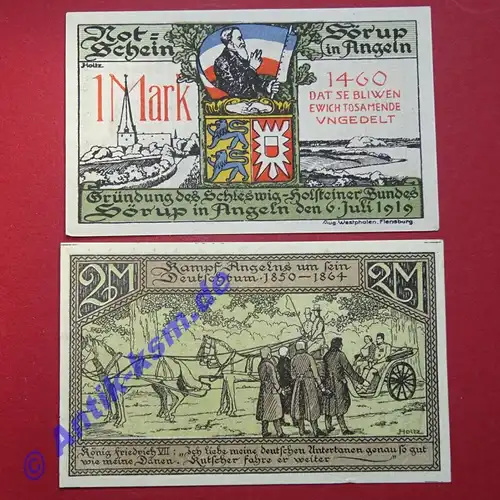 Not-
Schein
Sörup
in Angeln
Holtz.
1 Mark
1460
DAT SE BLIWEN
EWICH TOSAMENDE
UNGEDELT
Gründung des Schleswig-Holsteiner-Bundes
Sörup in Angeln den 6. Juli 1919
Aug Westphalen, Flensburg.
2M
Kampf Angelns um sein
Deutschtum · 1850-1864
2M
HOLTZ.
König Friedrich VII: „Ich liebe meine deutschen Untertanen genau so gut
wie meine Dänen. Kutscher fahre er weiter
Antik-ksm.de